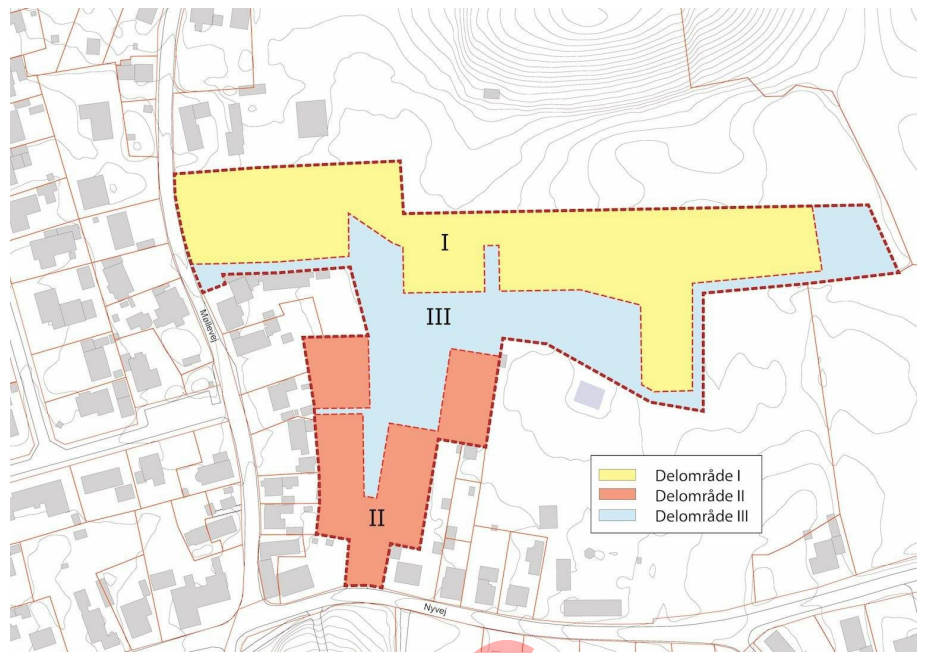 I
III
Møllevej
II
Delområde I
Delområde II
Delområde III
Nyvej